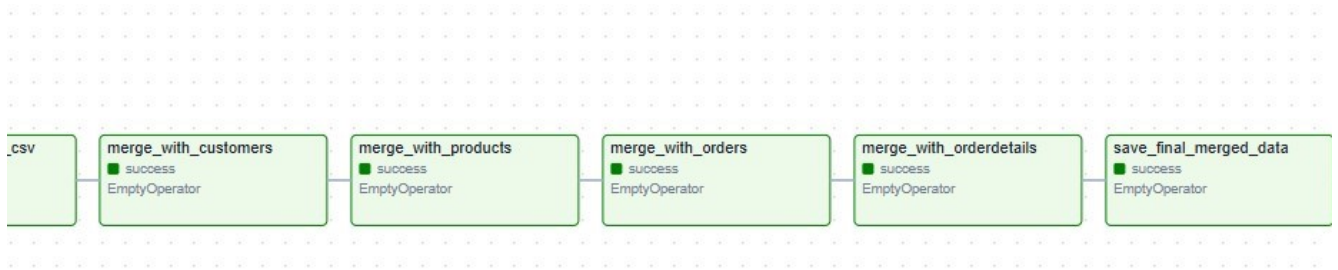 _csv
merge_with_customers
success
EmptyOperator
merge_with_products
success
EmptyOperator
merge_with_orders
success
EmptyOperator
merge_with_orderdetails
success
EmptyOperator
save_final_merged_data
success
EmptyOperator